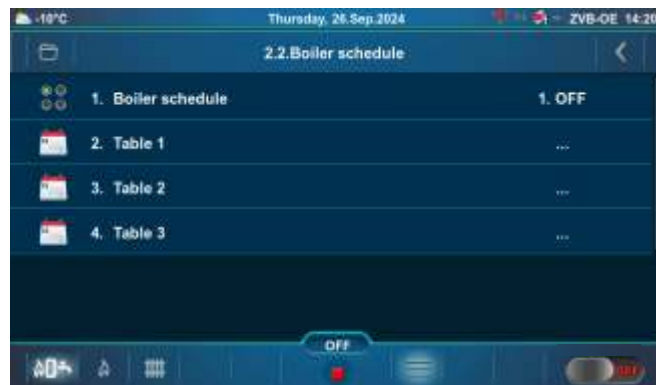 -10°C Thursday, 26.Sep.2024 ZVB-OE 14:20
2.2.Boiler schedule
1. Boiler schedule 1. OFF
2. Table 1 ...
3. Table 2 ...
4. Table 3 ...
OFF
OFF